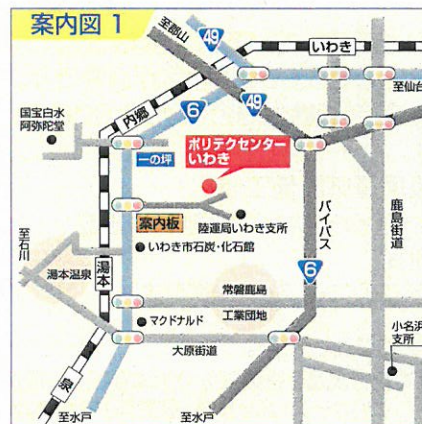 案内図 1
至郡山
49
いわき
至仙台
内郷
6
49
国宝白水
阿弥陀堂
ポリテクセンター
いわき
一の坪
案内板
陸運局いわき支所
バイパス
鹿島街道
至石川
いわき市石炭・化石館
湯本温泉
湯本
6
常磐鹿島
工業団地
マクドナルド
小名浜
支所
大原街道
泉
至水戸
至水戸